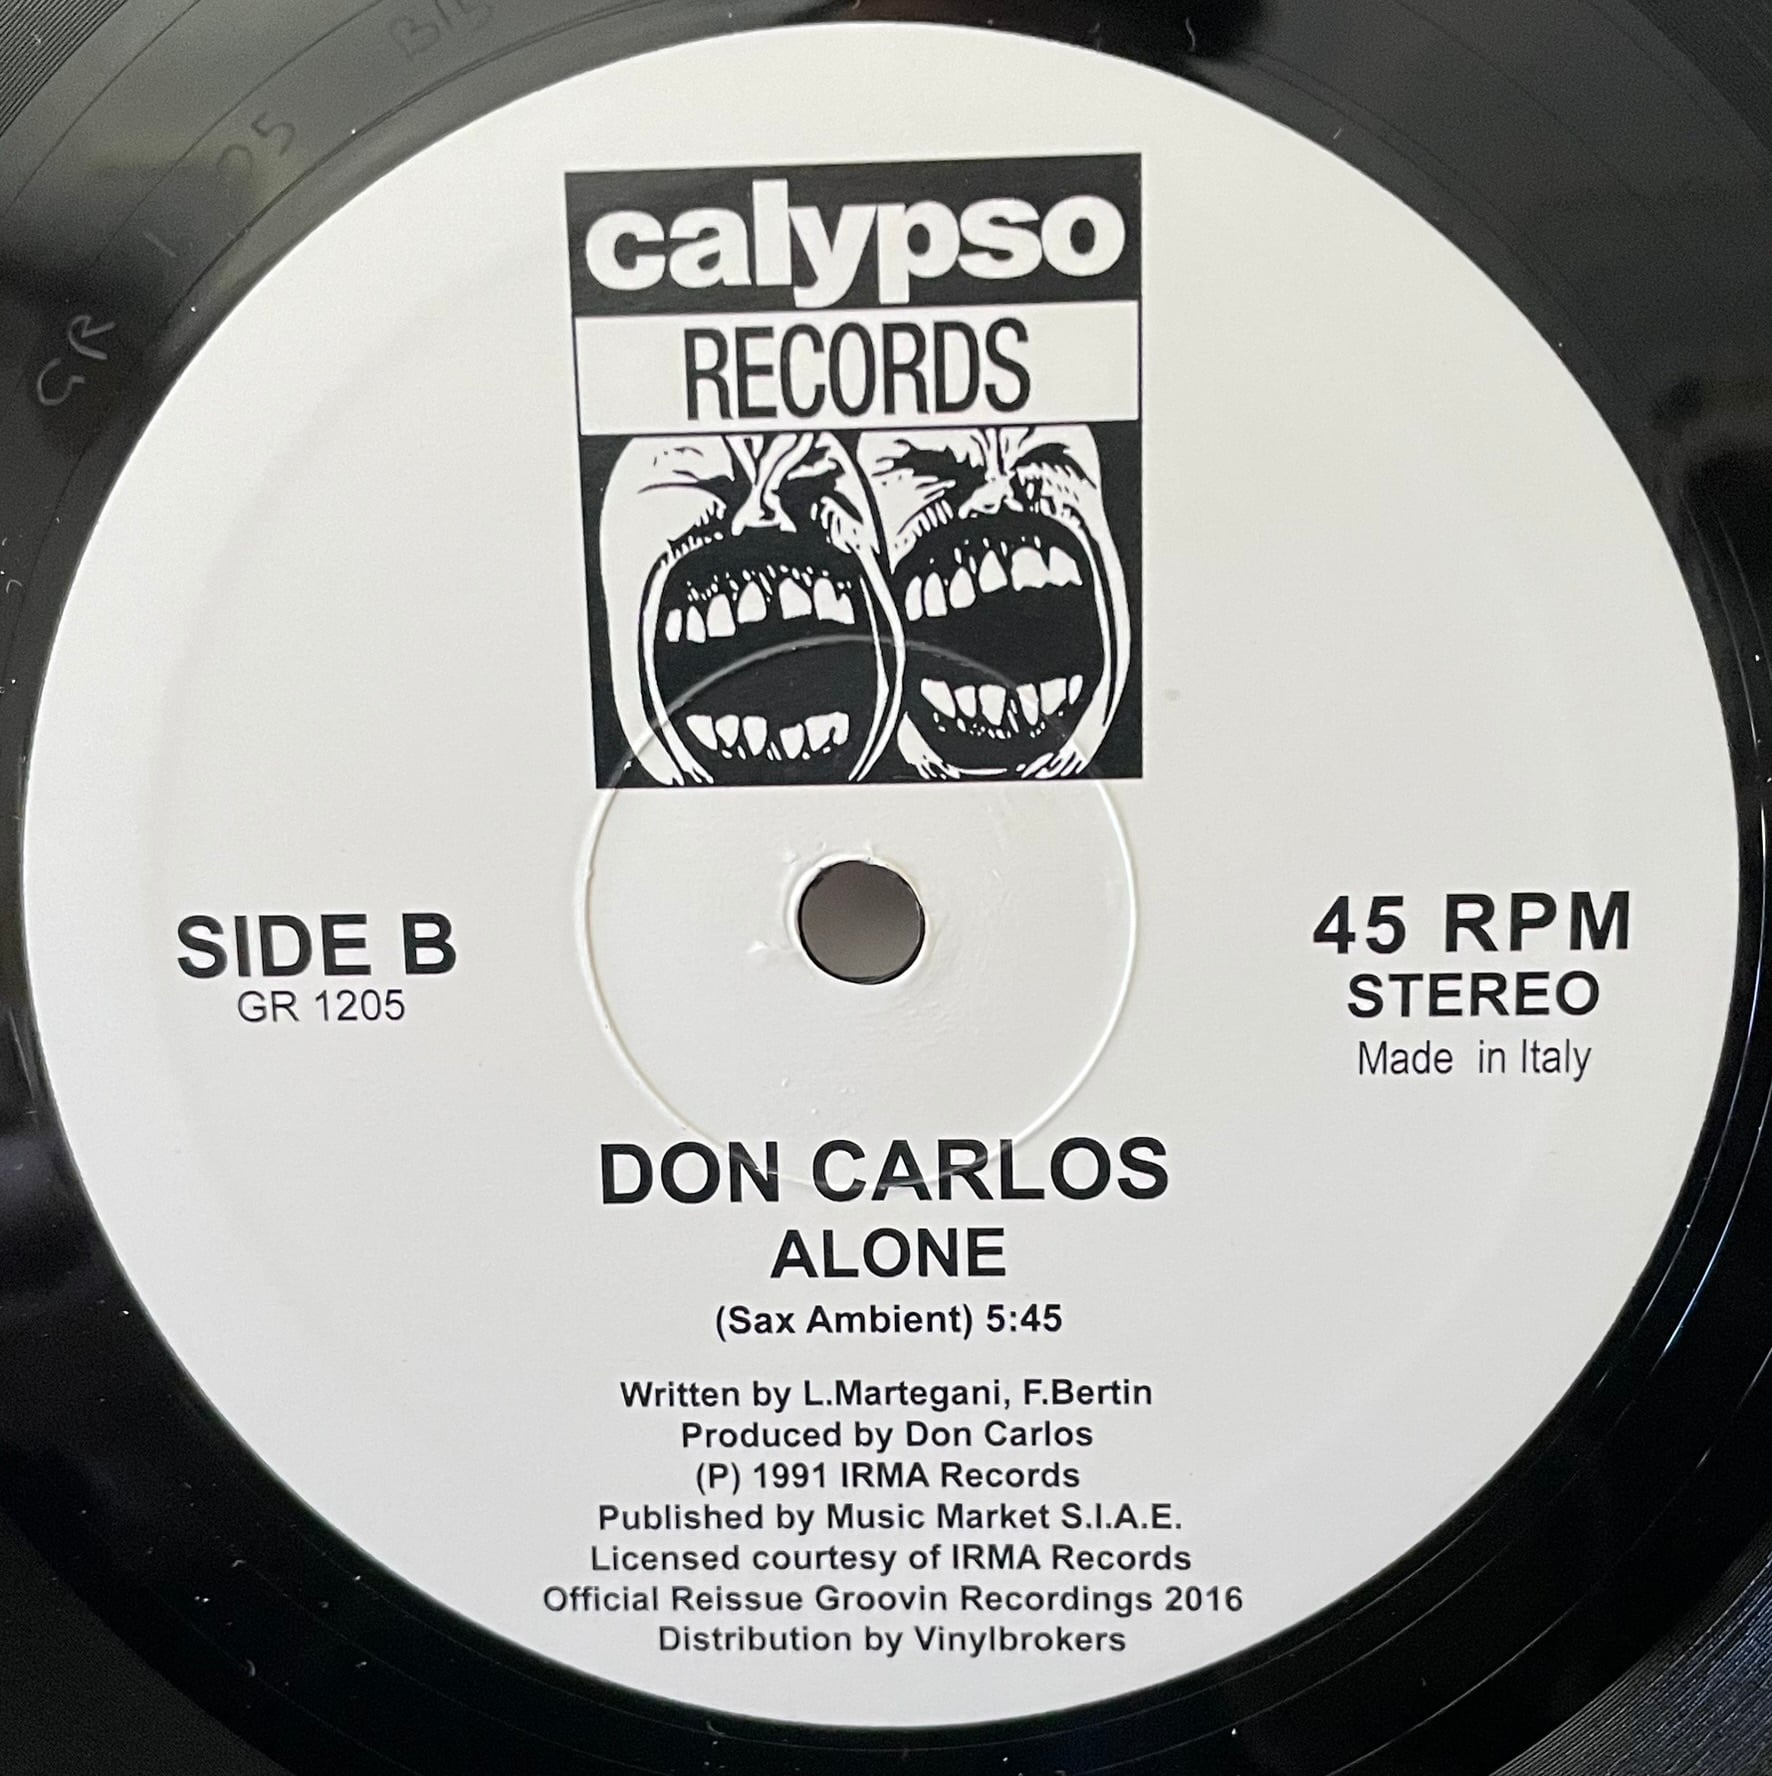 calypso
RECORDS
SIDE B
GR 1205
45 RPM
STEREO
Made in Italy
DON CARLOS
ALONE
(Sax Ambient) 5:45
Written by L.Martegani, F.Bertin
Produced by Don Carlos
(P) 1991 IRMA Records
Published by Music Market S.I.A.E.
Licensed courtesy of IRMA Records
Official Reissue Groovin Recordings 2016
Distribution by Vinylbrokers
GR